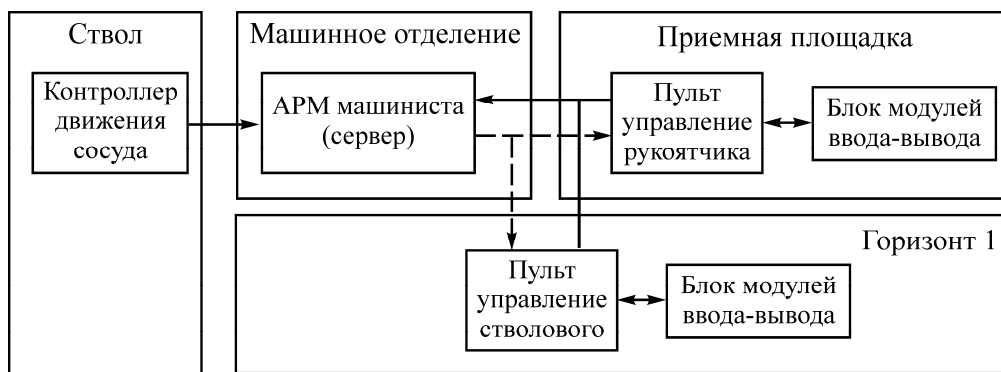 Ствол
Контроллер
движения
сосуда
Машинное отделение
АРМ машиниста
(сервер)
Приемная площадка
Пульт
управление
рукоятчика
Блок модулей
ввода-вывода
Горизонт 1
Пульт
управление
стволового
Блок модулей
ввода-вывода